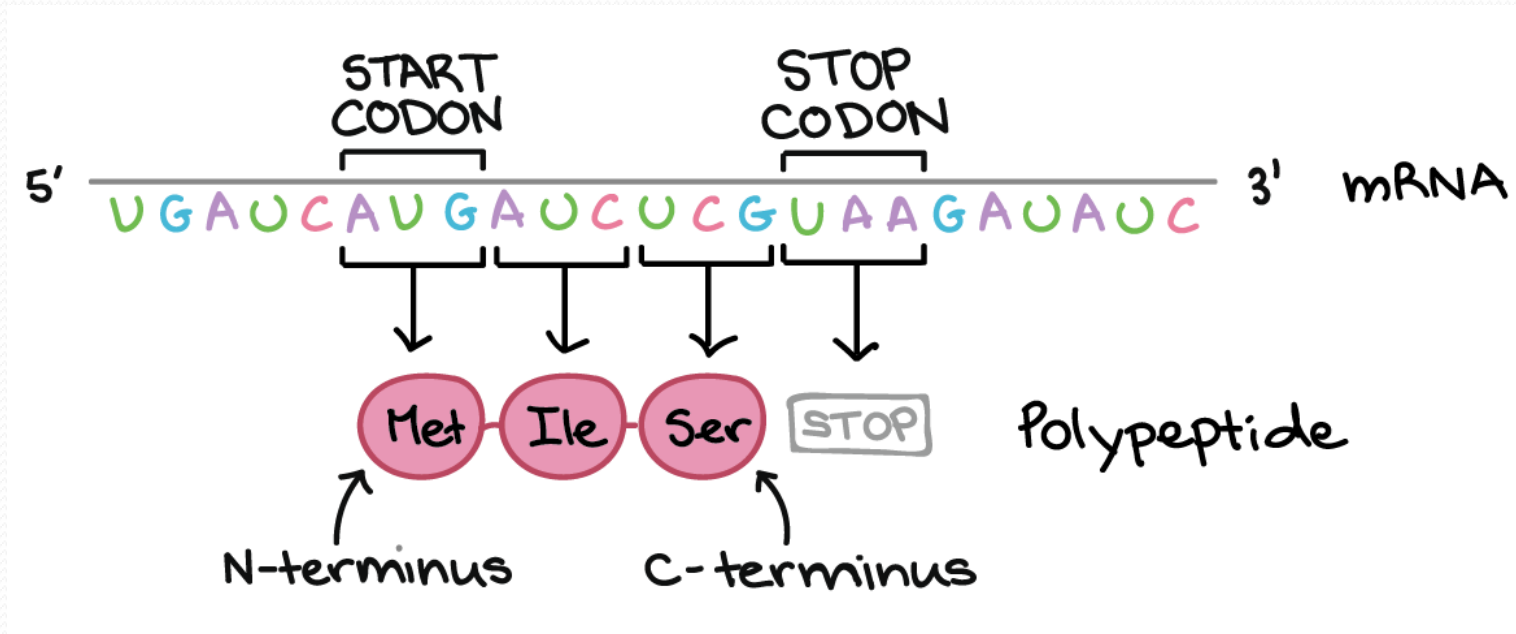 START
CODON
STOP
CODON
5' UGAUCAUGAUCUCGUAAGAUAUC 3' mRNA
Met Ile Ser STOP Polypeptide
N-terminus C-terminus